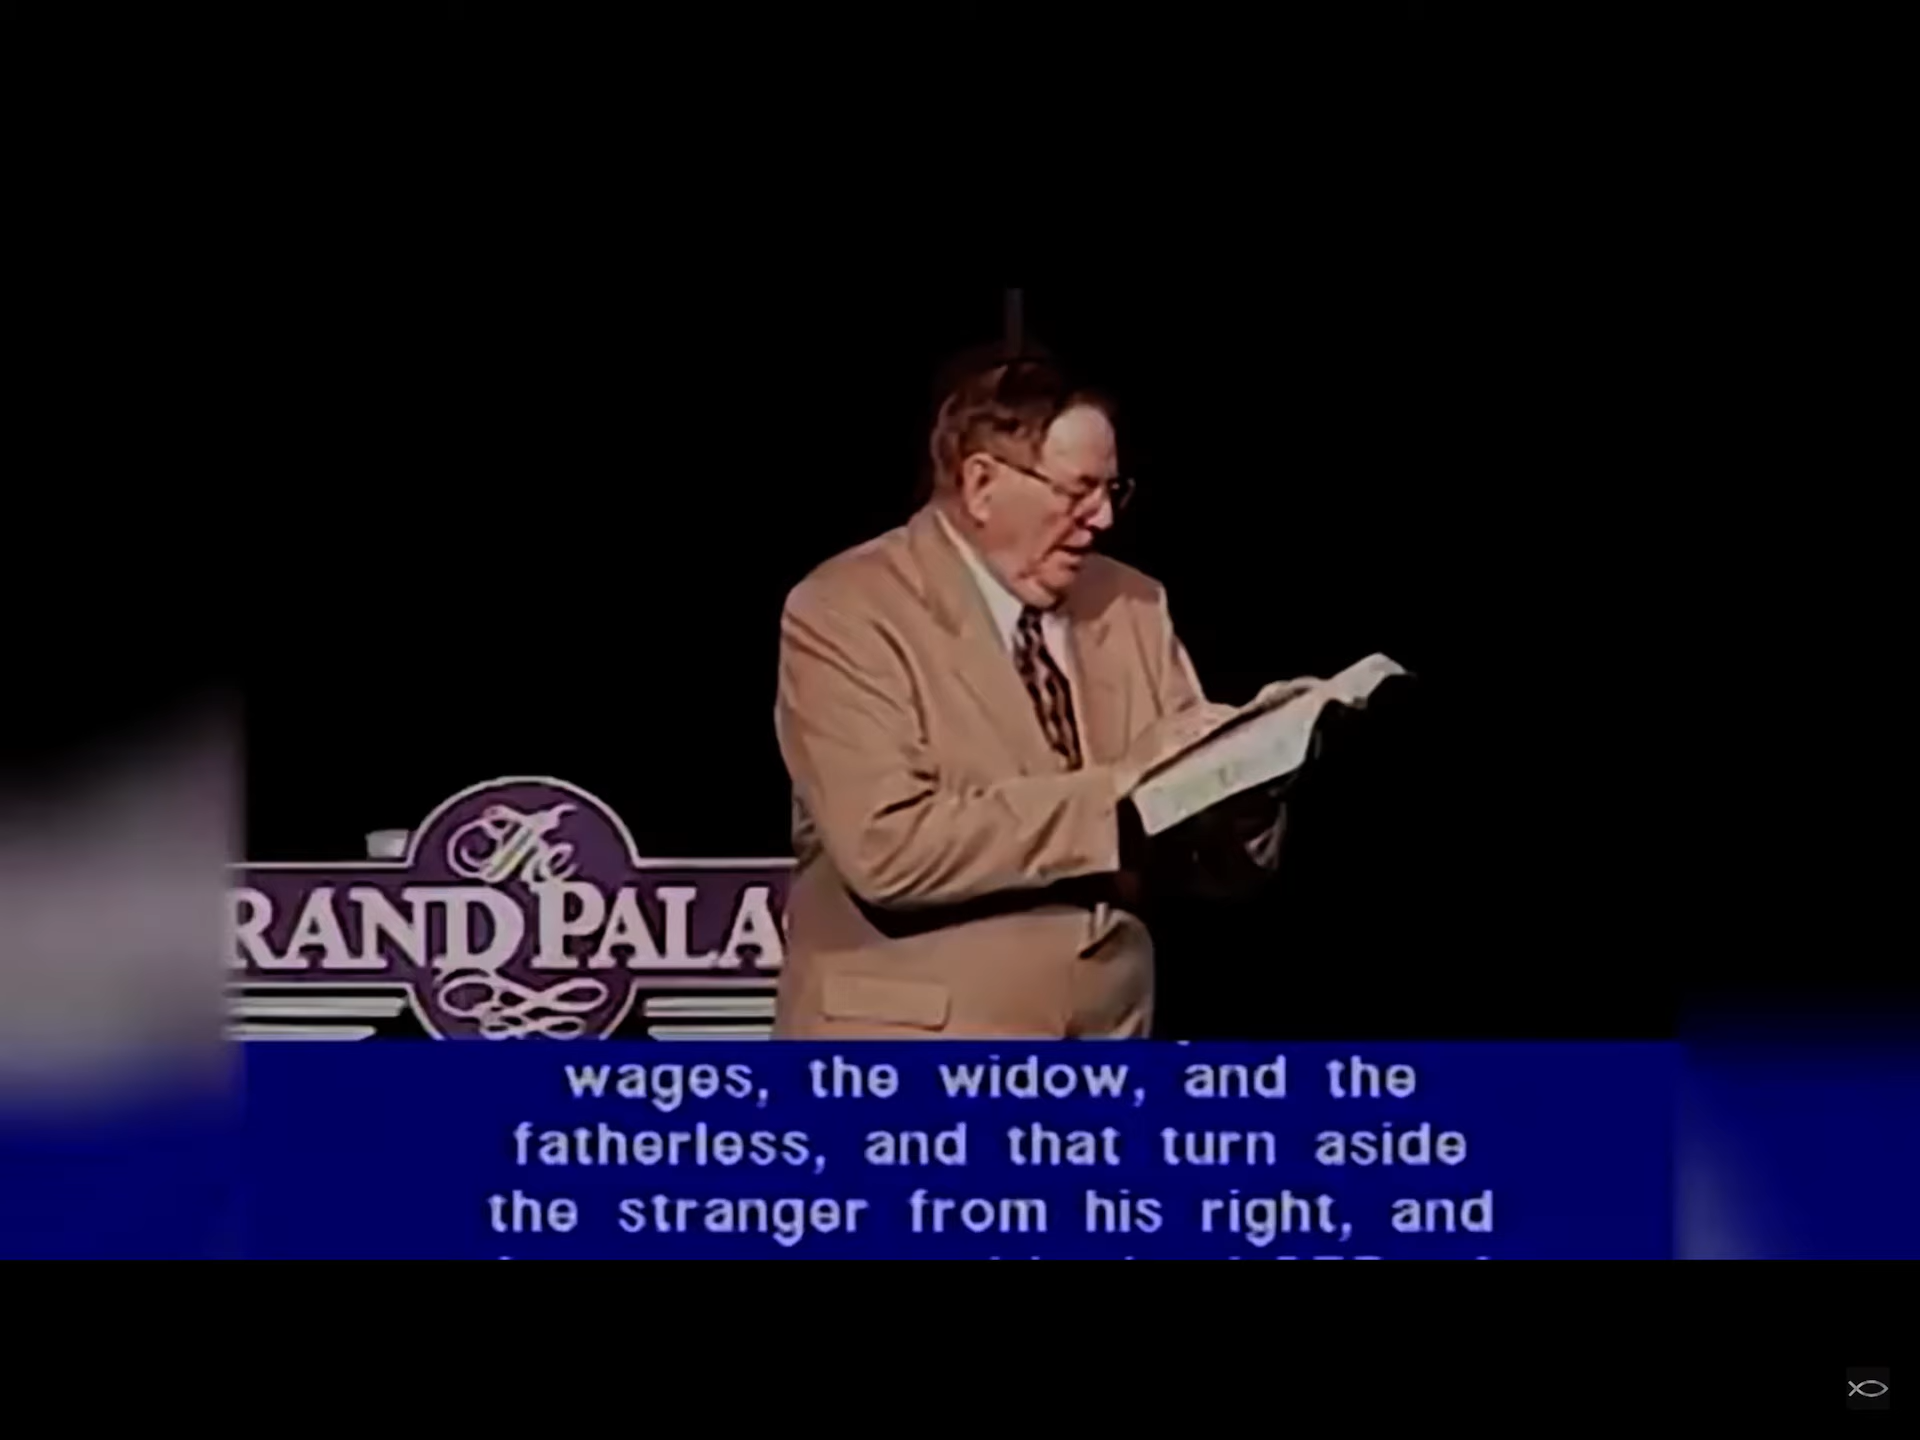 The
RAND PALA
wages, the widow, and the
fatherless, and that turn aside
the stranger from his right, and